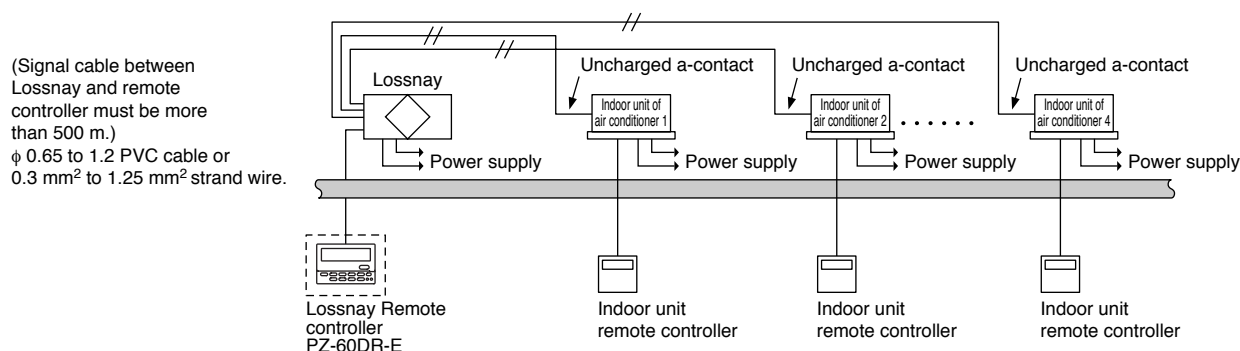 (Signal cable between
Lossnay and remote
controller must be more
than 500 m.)
ϕ 0.65 to 1.2 PVC cable or
0.3 mm² to 1.25 mm² strand wire.
Lossnay
Uncharged a-contact
Uncharged a-contact
Uncharged a-contact
Indoor unit of
air conditioner 1
Indoor unit of
air conditioner 2
......
Indoor unit of
air conditioner 4
Power supply
Power supply
Power supply
Power supply
Lossnay Remote
controller
PZ-60DR-E
Indoor unit
remote controller
Indoor unit
remote controller
Indoor unit
remote controller